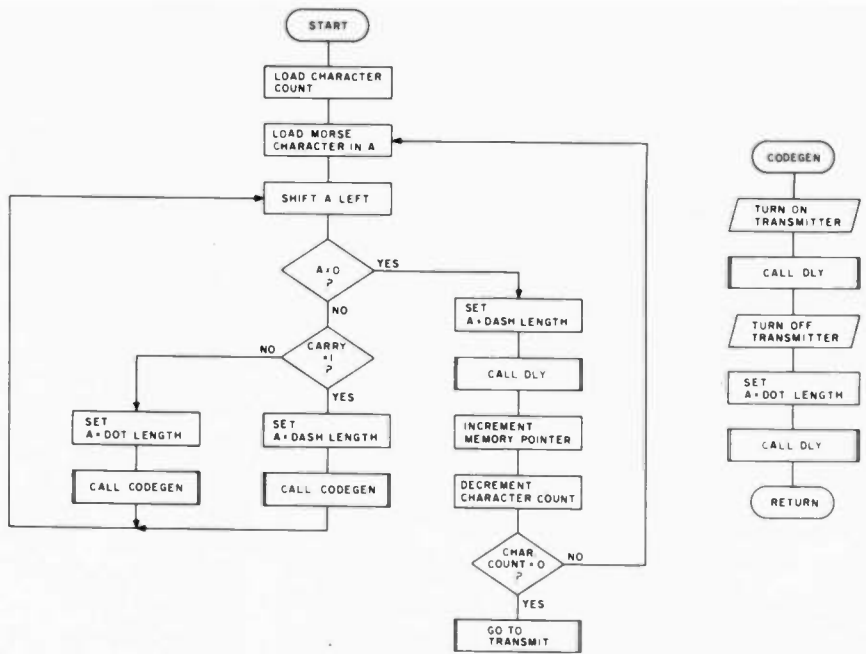 START
LOAD CHARACTER
COUNT
LOAD MORSE
CHARACTER IN A
SHIFT A LEFT
A=0
?
YES
NO
CARRY
=1
?
NO
YES
SET
A=DOT LENGTH
CALL CODEGEN
SET
A=DASH LENGTH
CALL CODEGEN
SET
A=DASH LENGTH
CALL DLY
INCREMENT
MEMORY POINTER
DECREMENT
CHARACTER COUNT
CHAR
COUNT=0
?
NO
YES
GO TO
TRANSMIT
CODEGEN
TURN ON
TRANSMITTER
CALL DLY
TURN OFF
TRANSMITTER
SET
A=DOT LENGTH
CALL DLY
RETURN